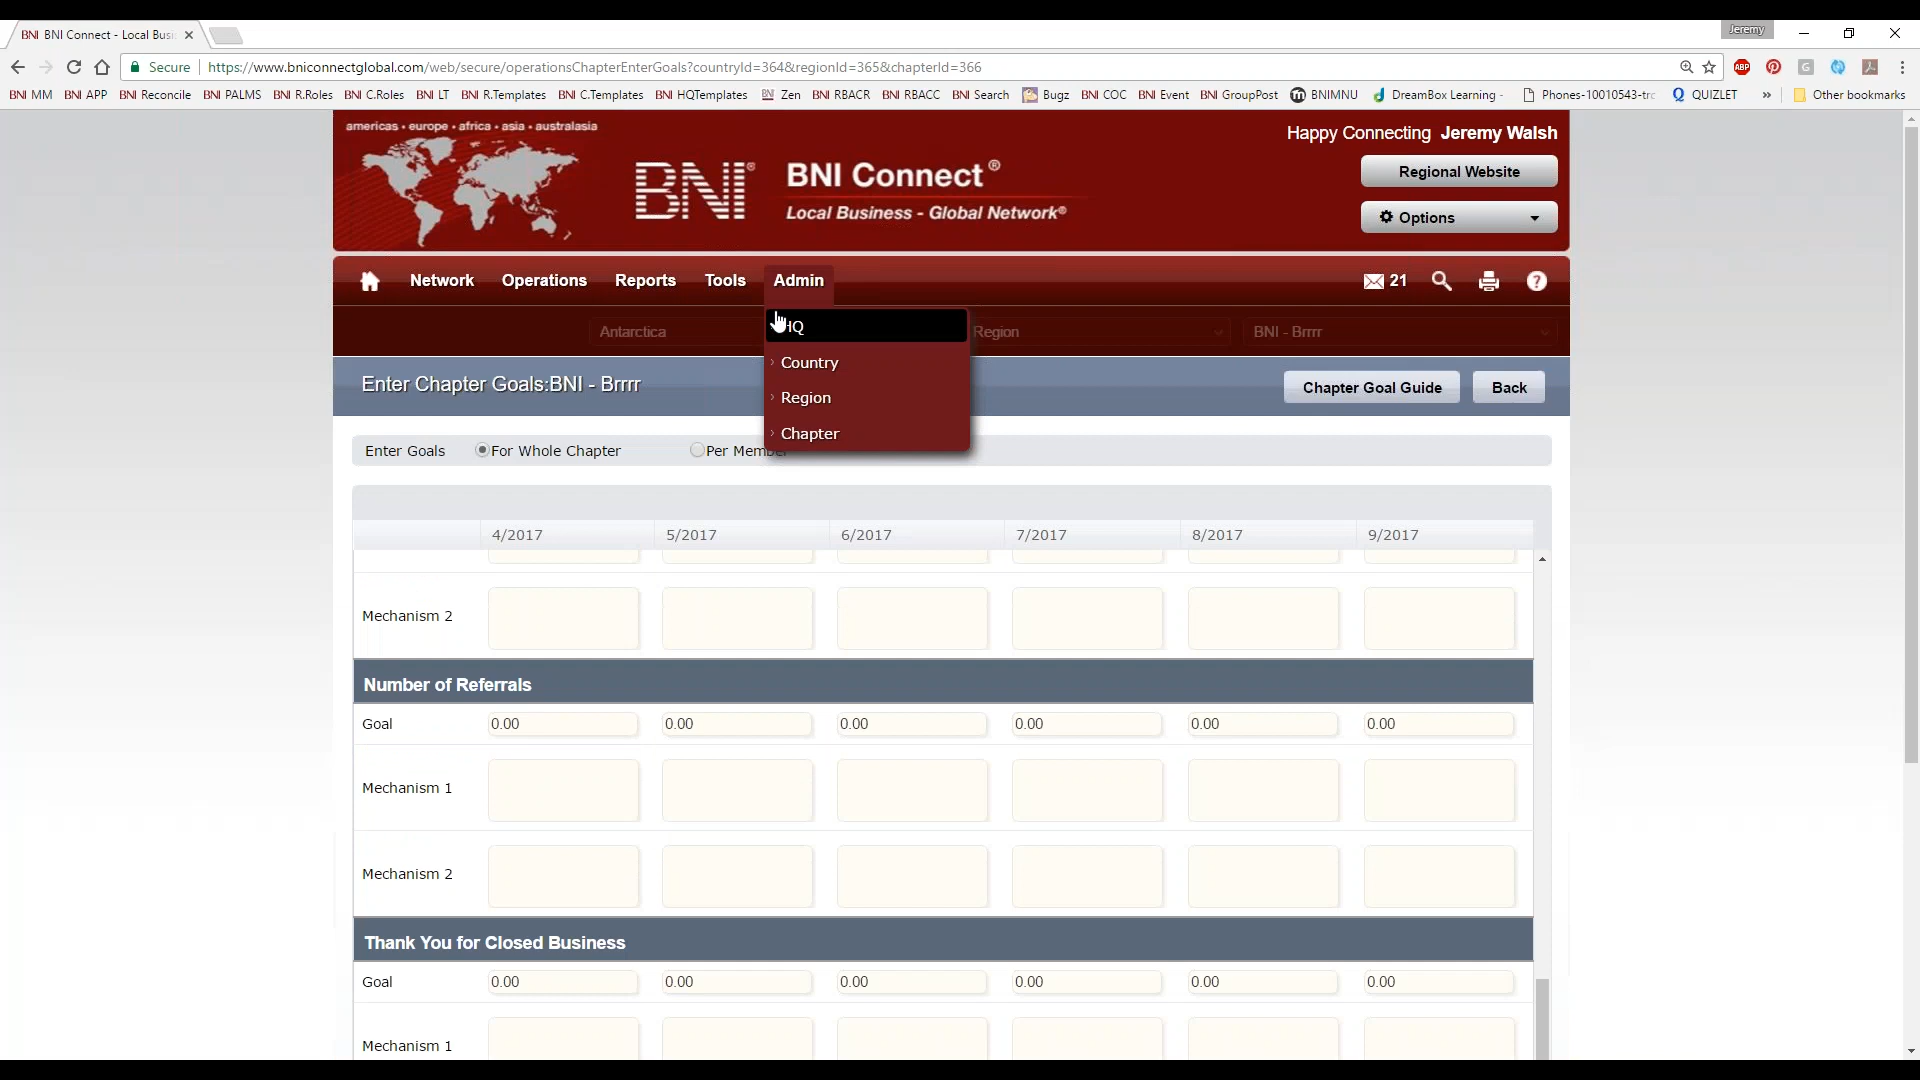 BNI BNI Connect - Local Busi
Jeremy
Secure https://www.bniconnectglobal.com/web/secure/operationsChapterEnterGoals?countryId=364&regionId=365&chapterId=366
ABP
BNI MM BNI APP BNI Reconcile BNI PALMS BNI R.Roles BNI C.Roles BNI LT BNI R.Templates BNI C.Templates BNI HQTemplates BNI Zen BNI RBACR BNI RBACC BNI Search Bugz BNI COC BNI Event BNI GroupPost BNIMNU DreamBox Learning - Phones-10010543-tro QUIZLET » Other bookmarks
americas • europe • africa • asia • australasia
Happy Connecting Jeremy Walsh
BNI® BNI Connect®
Local Business - Global Network®
Regional Website
Options
Network Operations Reports Tools Admin 21 ?
Antarctica Region BNI - Brrrr
HQ
Country
Region
Chapter
Enter Chapter Goals:BNI - Brrrr Chapter Goal Guide Back
Enter Goals For Whole Chapter Per Member
4/2017 5/2017 6/2017 7/2017 8/2017 9/2017
Mechanism 2
Number of Referrals
Goal 0.00 0.00 0.00 0.00 0.00 0.00
Mechanism 1
Mechanism 2
Thank You for Closed Business
Goal 0.00 0.00 0.00 0.00 0.00 0.00
Mechanism 1